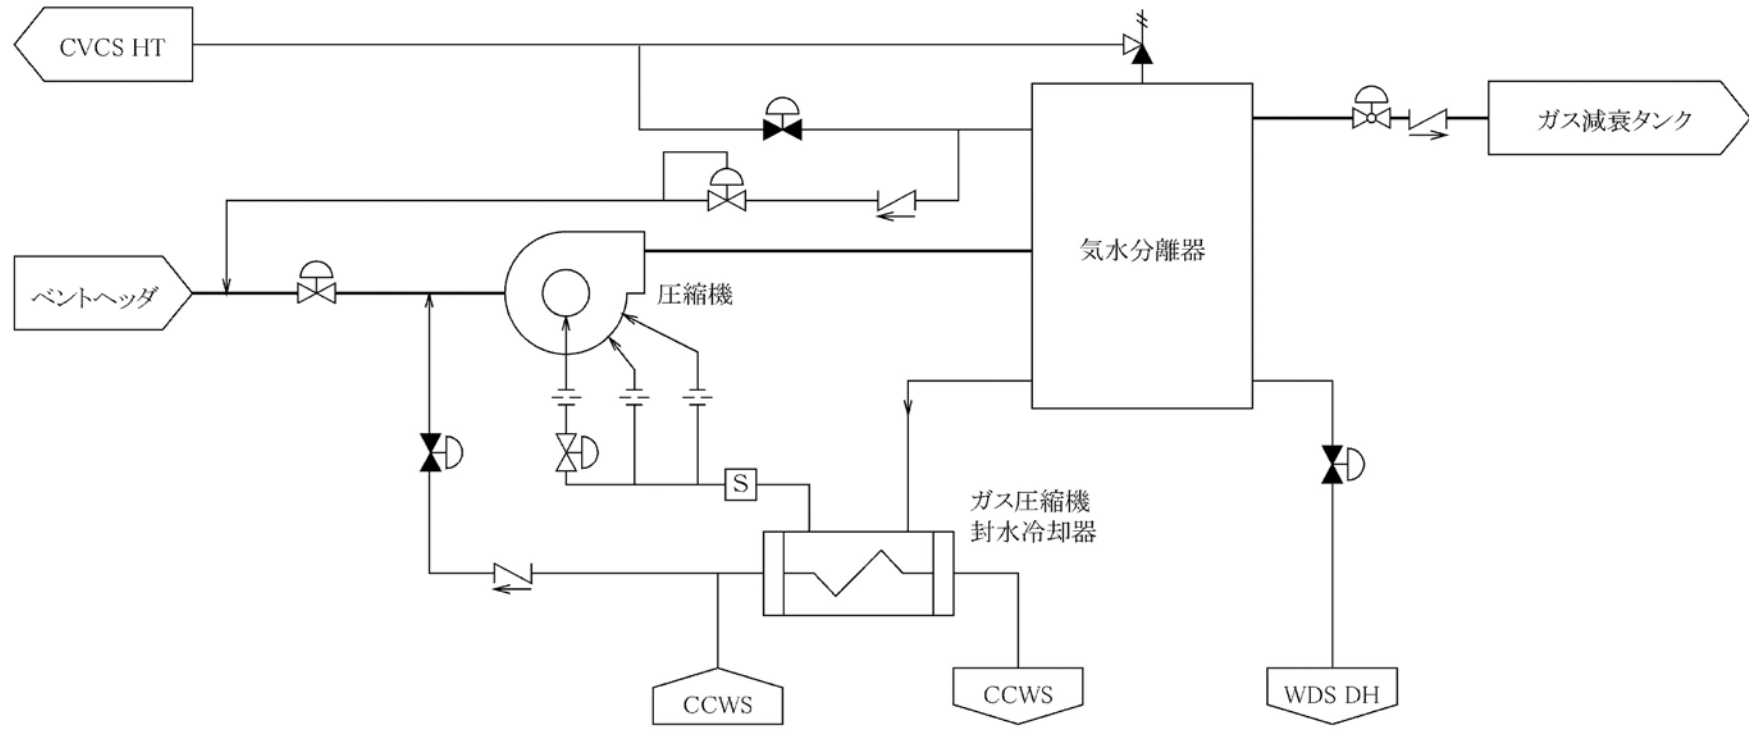 CVCS HT
ガス減衰タンク
気水分離器
ベントヘッダ
圧縮機
S
ガス圧縮機
封水冷却器
CCWS
CCWS
WDS DH